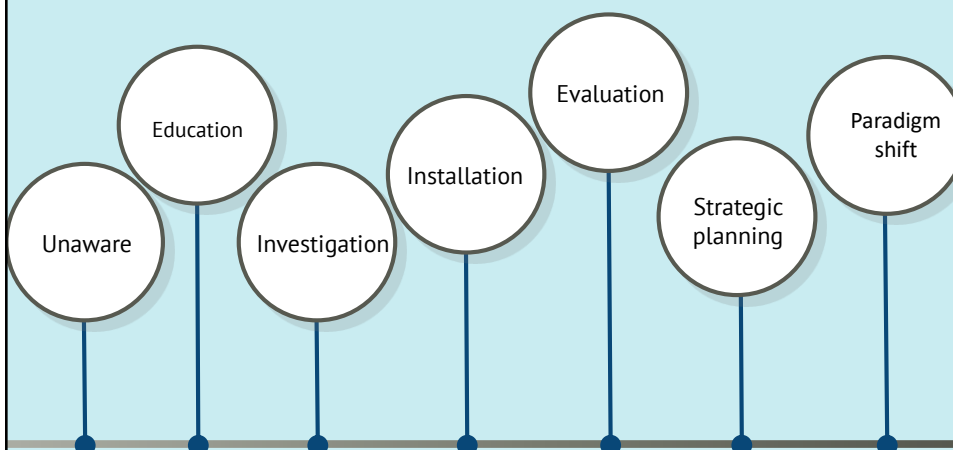 Unaware
Education
Investigation
Installation
Evaluation
Strategic
planning
Paradigm
shift